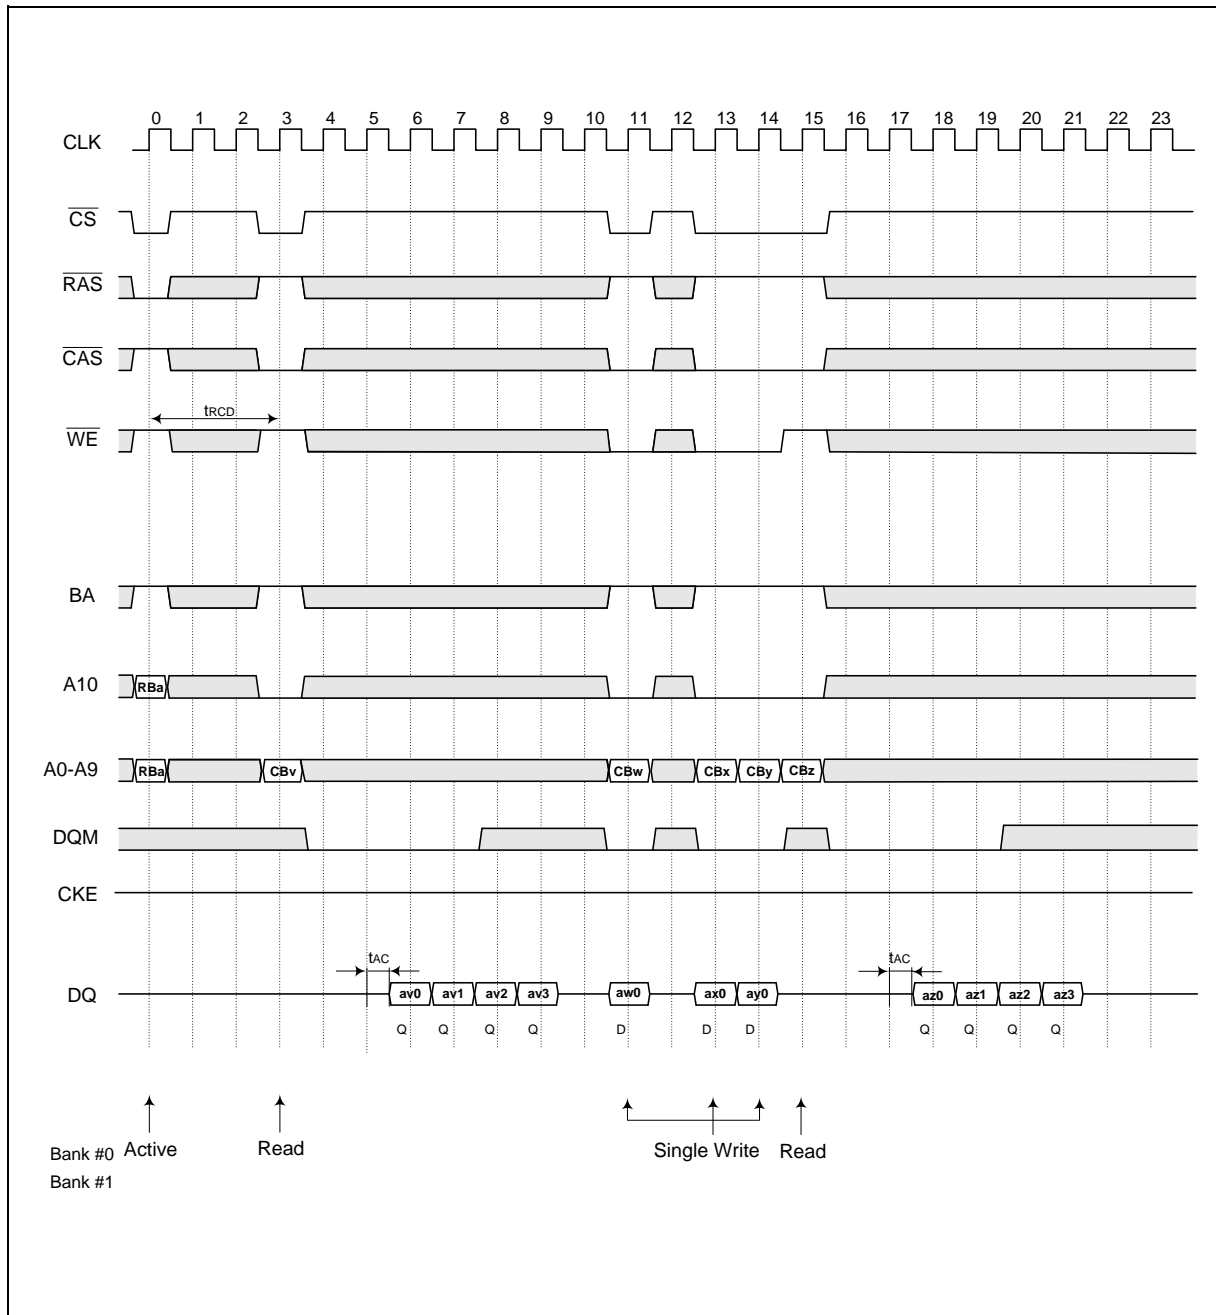 0 1 2 3 4 5 6 7 8 9 10 11 12 13 14 15 16 17 18 19 20 21 22 23
CLK
CS
RAS
CAS
tRCD
WE
BA
A10 RBa
A0-A9 RBa CBv CBw CBx CBy CBz
DQM
CKE
tAC tAC
DQ av0 av1 av2 av3 aw0 ax0 ay0 az0 az1 az2 az3
Q Q Q Q D D D Q Q Q Q
Bank #0 Active Read Single Write Read
Bank #1